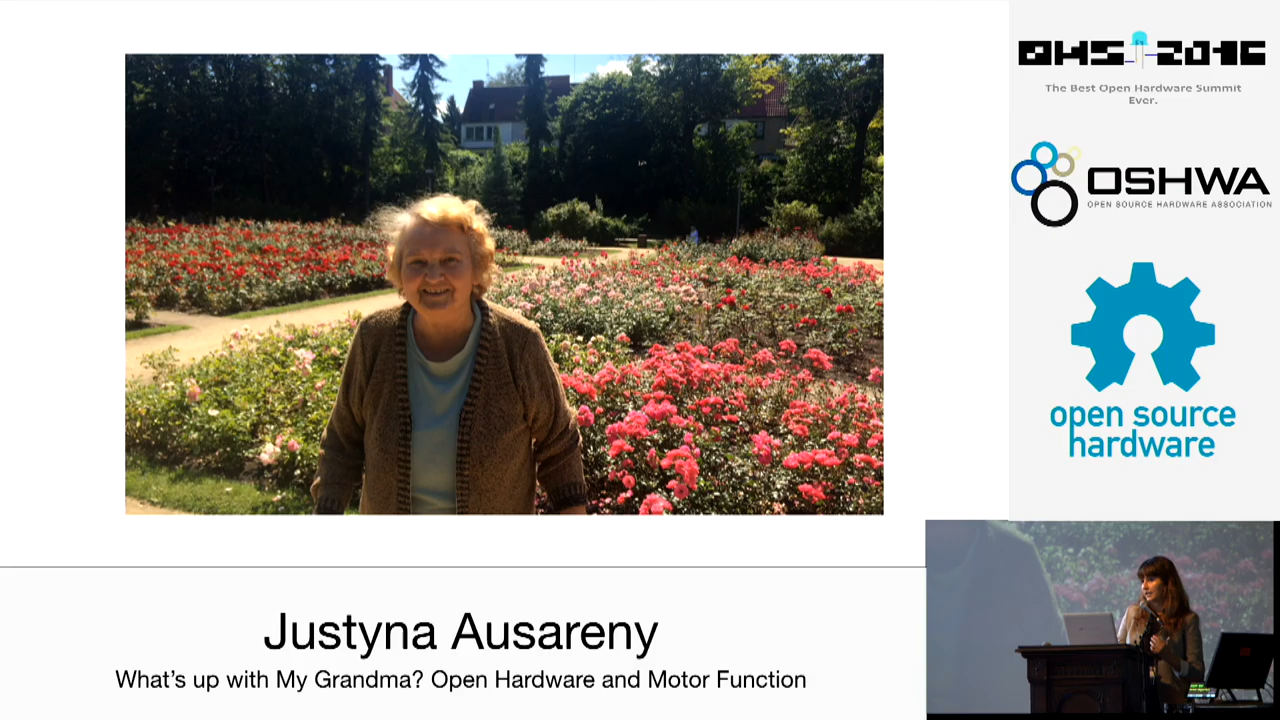 OHS 2016
The Best Open Hardware Summit
Ever.
OSHWA
OPEN SOURCE HARDWARE ASSOCIATION
open source
hardware
Justyna Ausareny
What's up with My Grandma? Open Hardware and Motor Function